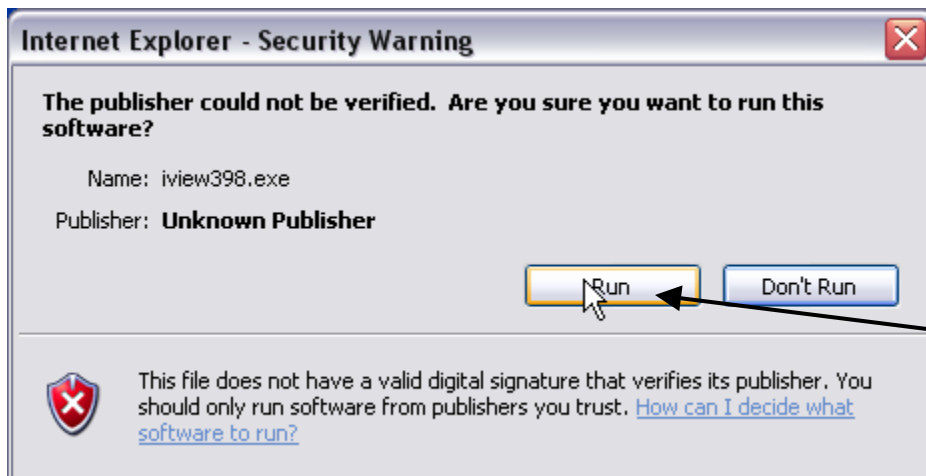 Internet Explorer - Security Warning
The publisher could not be verified.  Are you sure you want to run this
software?
Name: iview398.exe
Publisher: Unknown Publisher
Run Don't Run
This file does not have a valid digital signature that verifies its publisher. You
should only run software from publishers you trust. How can I decide what
software to run?